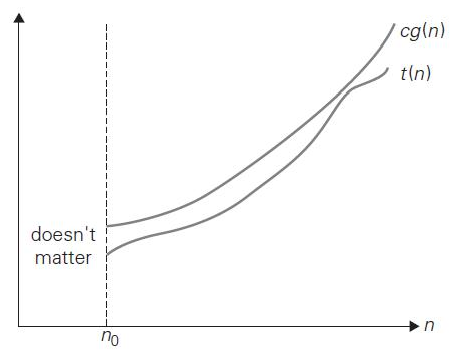 cg(n)
t(n)
doesn't
matter
n
n₀